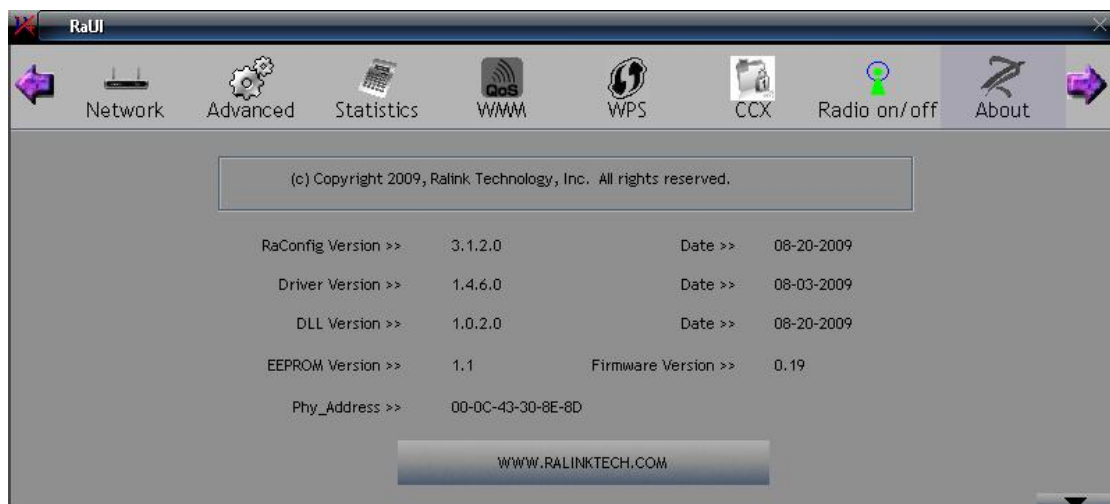 RaUI
QoS
Network Advanced Statistics WMM WPS CCX Radio on/off About
(c) Copyright 2009, Ralink Technology, Inc. All rights reserved.
RaConfig Version >> 3.1.2.0 Date >> 08-20-2009
Driver Version >> 1.4.6.0 Date >> 08-03-2009
DLL Version >> 1.0.2.0 Date >> 08-20-2009
EEPROM Version >> 1.1 Firmware Version >> 0.19
Phy_Address >> 00-0C-43-30-8E-8D
WWW.RALINKTECH.COM